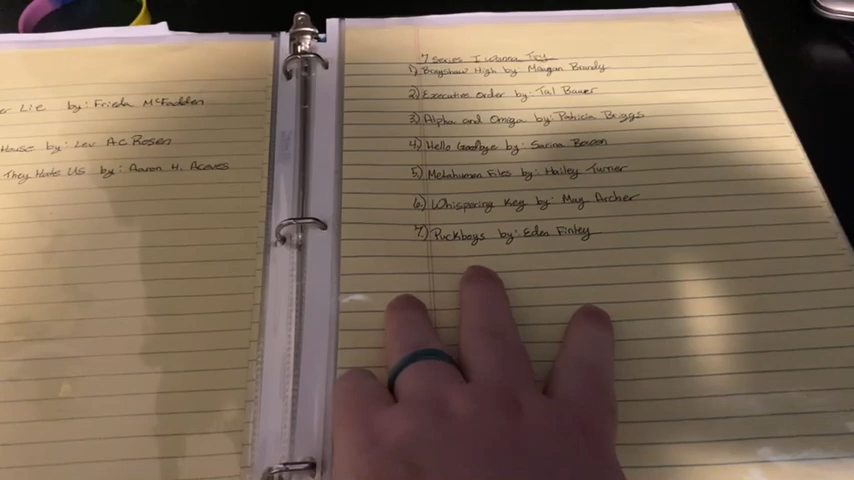 er Lie by: Frieda McFadden
House by: Lev A.C. Rosen
They Hate Us by: Aaron H. Aceves
7 Series I Wanna Try
1) Brayshaw High by: Meagan Brandy
2) Executive Order by: Tal Bauer
3) Alpha and Omega by: Patricia Briggs
4) Hello Goodbye by: Sarina Bowen
5) Metahuman Files by: Hailey Turner
6) Whispering Key by: May Archer
7) Puckboys by: Eden Finley